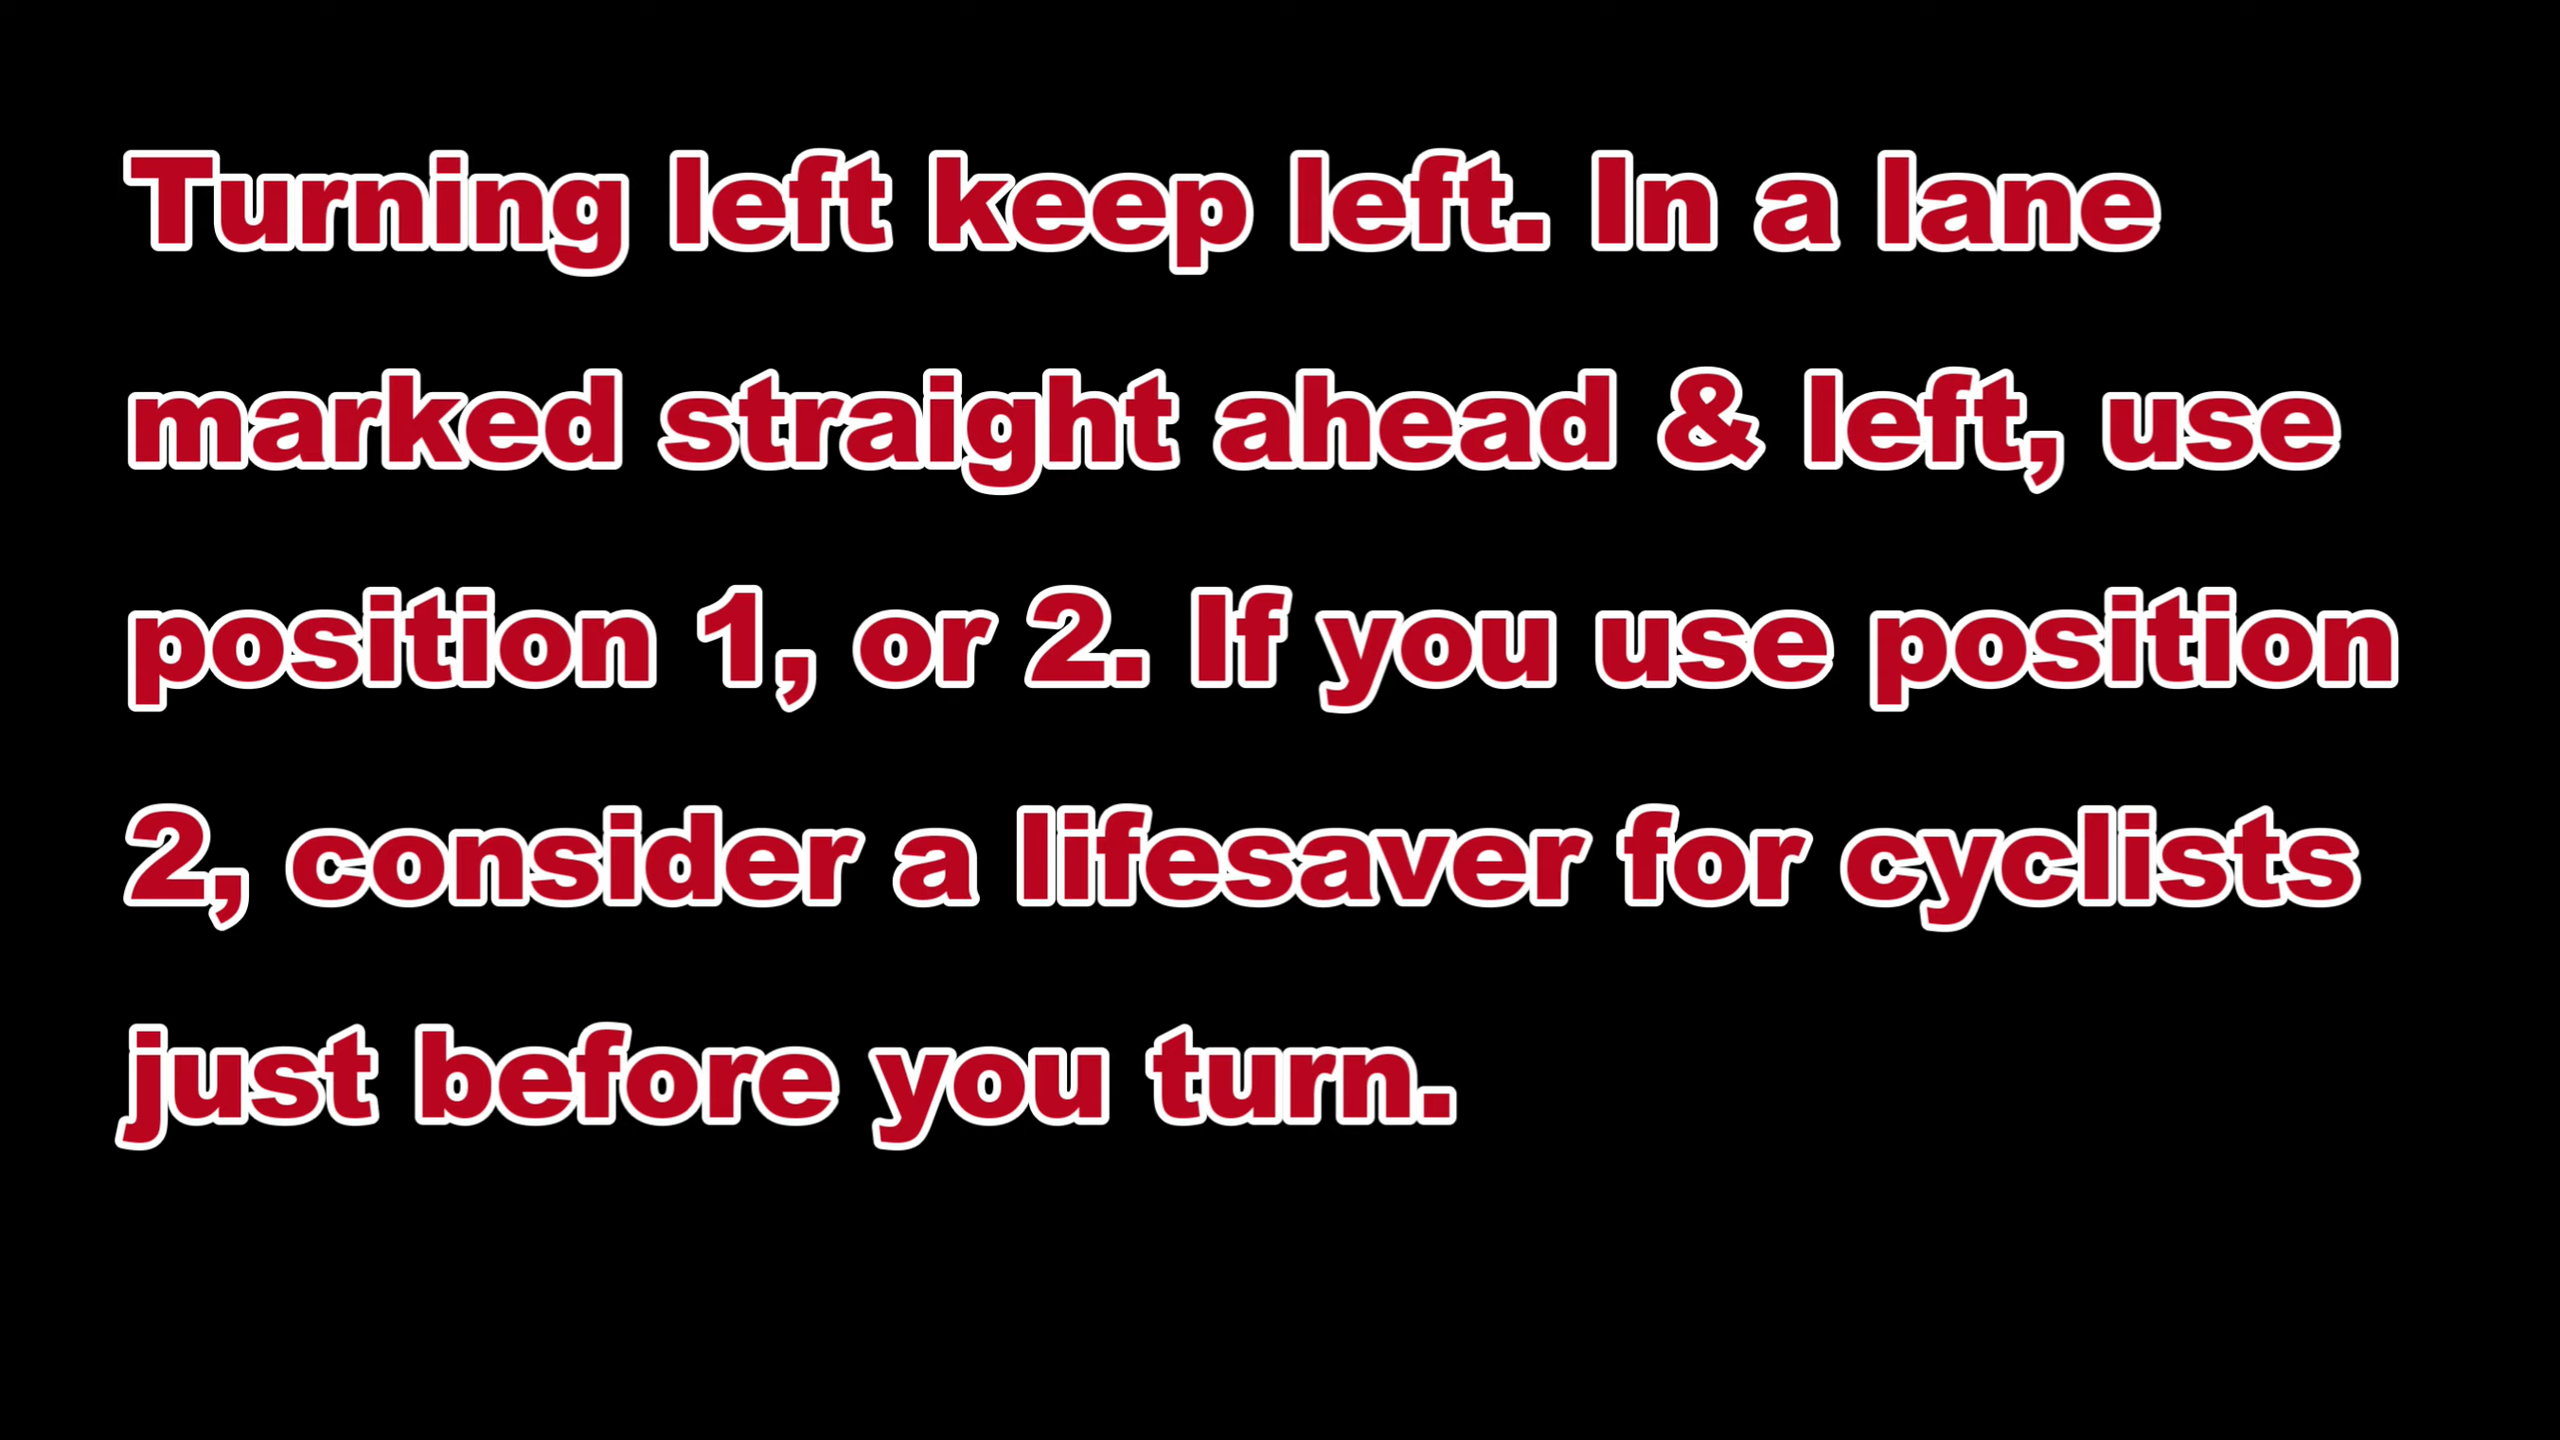 Turning left keep left. In a lane
marked straight ahead & left, use
position 1, or 2. If you use position
2, consider a lifesaver for cyclists
just before you turn.